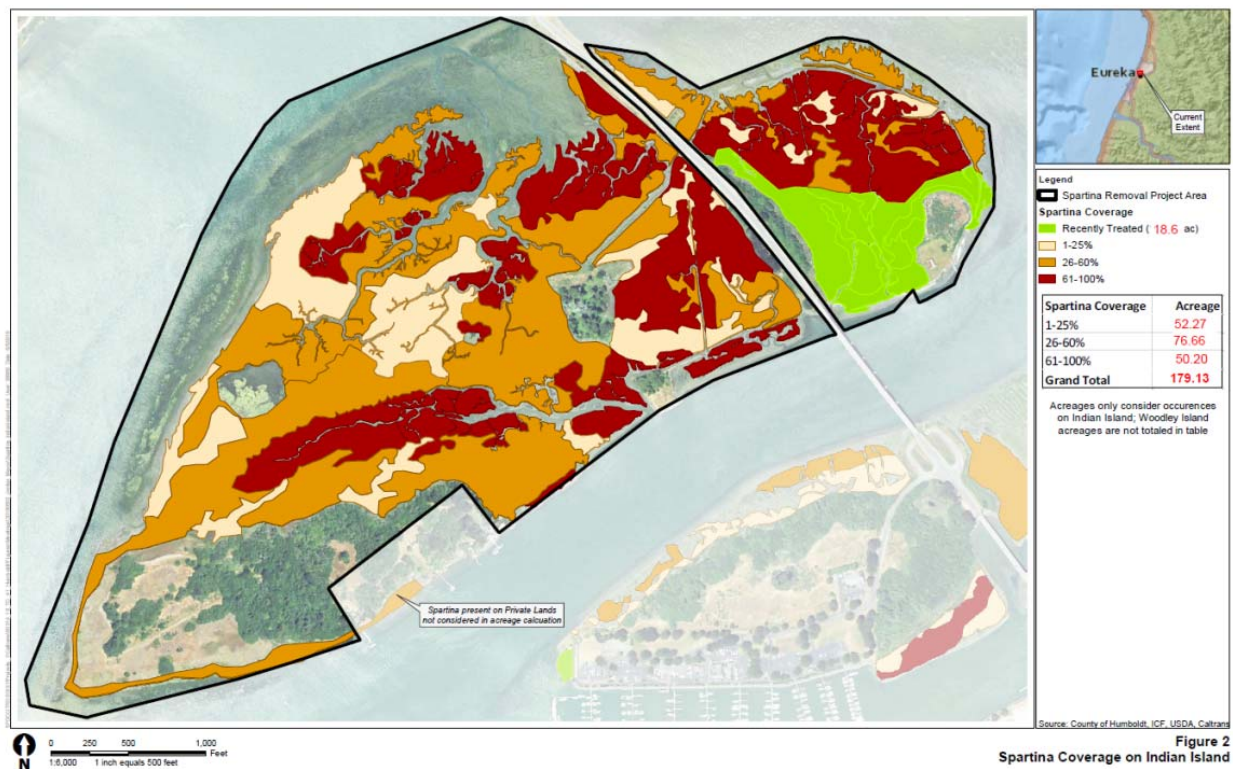 Eureka
Current
Extent
Legend
Spartina Removal Project Area
Spartina Coverage
Recently Treated ( 18.6 ac)
1-25%
26-60%
61-100%
Spartina Coverage Acreage
1-25% 52.27
26-60% 76.66
61-100% 50.20
Grand Total 179.13
Acreages only consider occurences
on Indian Island; Woodley Island
acreages are not totaled in table
Spartina present on Private Lands
not considered in acreage calcuation
Source: County of Humboldt, ICF, USDA, Caltrans
N
0 250 500 1,000
Feet
1:6,000 1 inch equals 500 feet
Figure 2
Spartina Coverage on Indian Island